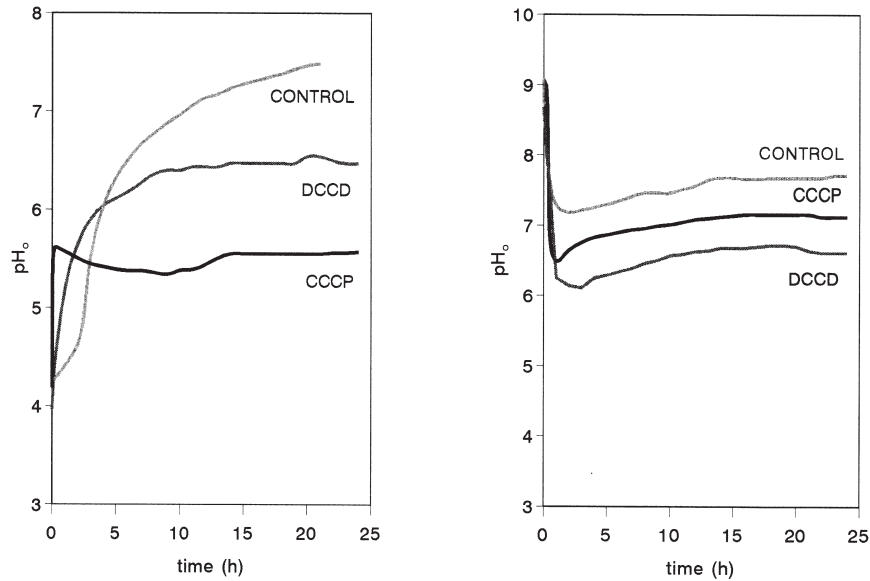 8
7
6
5
4
3
pHo
CONTROL
DCCD
CCCP
0 5 10 15 20 25
time (h)
10
9
8
7
6
5
4
3
pHo
CONTROL
CCCP
DCCD
0 5 10 15 20 25
time (h)